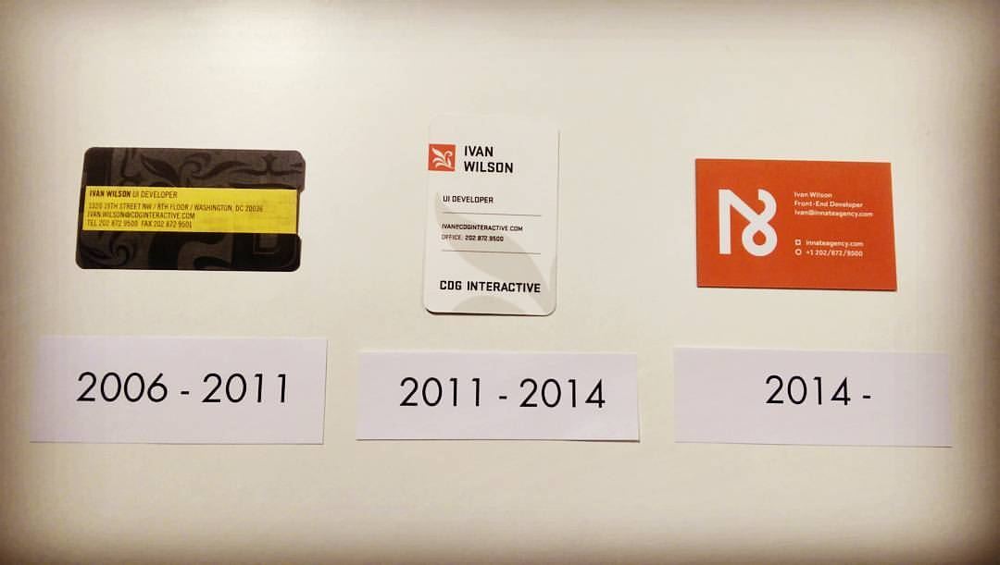 IVAN WILSON UI DEVELOPER
1320 19TH STREET NW / 8TH FLOOR / WASHINGTON, DC 20036
IVAN.WILSON@CDGINTERACTIVE.COM
TEL 202 872 9500 FAX 202 872 9501
IVAN
WILSON
UI DEVELOPER
IVAN@CDGINTERACTIVE.COM
OFFICE: 202.872.9500
CDG INTERACTIVE
Ivan Wilson
Front-End Developer
ivan@innateagency.com
innateagency.com
+1 202/872/9500
2006 - 2011
2011 - 2014
2014 -